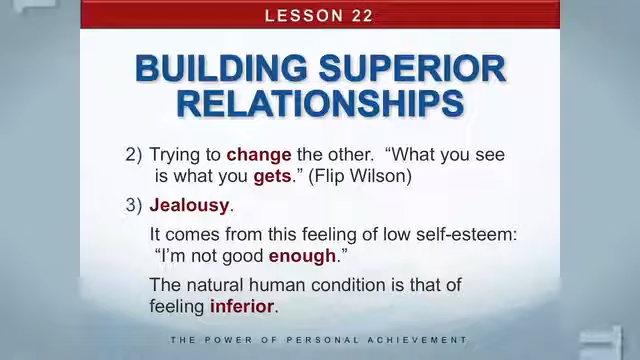 LESSON 22
BUILDING SUPERIOR
RELATIONSHIPS
2) Trying to change the other. “What you see
is what you gets.” (Flip Wilson)
3) Jealousy.
It comes from this feeling of low self-esteem:
“I'm not good enough.”
The natural human condition is that of
feeling inferior.
THE POWER OF PERSONAL ACHIEVEMENT